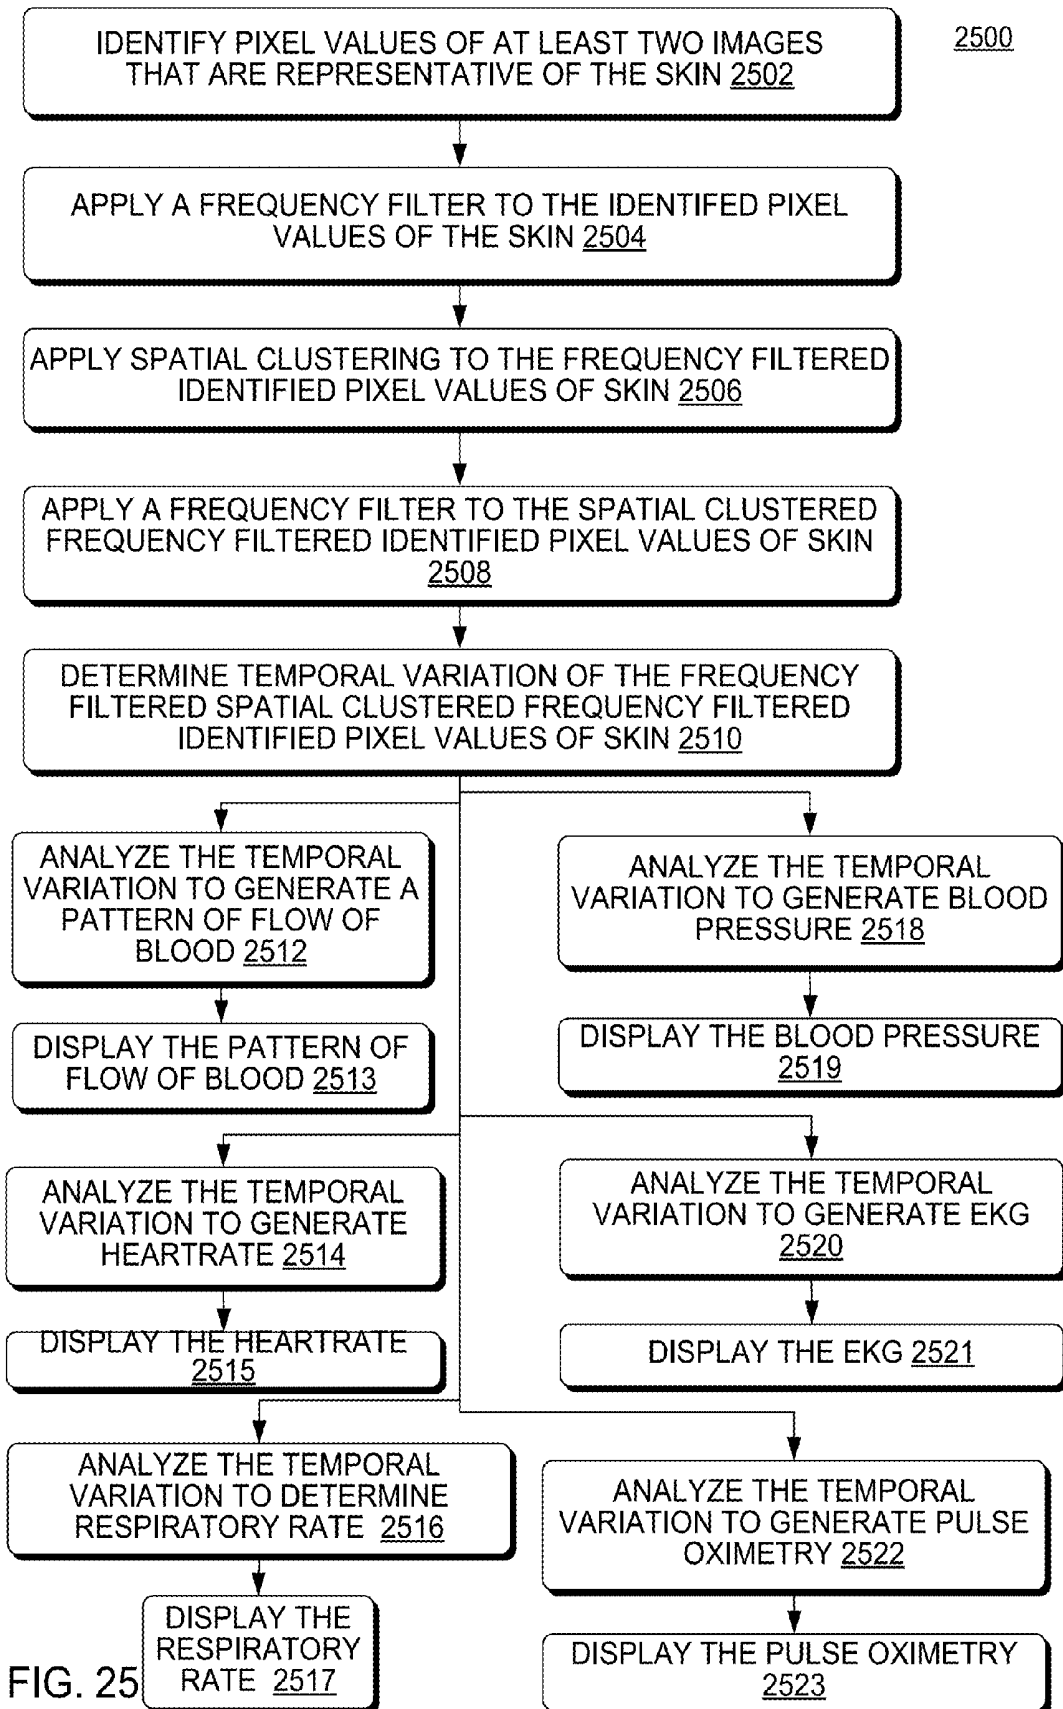 2500
IDENTIFY PIXEL VALUES OF AT LEAST TWO IMAGES
THAT ARE REPRESENTATIVE OF THE SKIN 2502
APPLY A FREQUENCY FILTER TO THE IDENTIFED PIXEL
VALUES OF THE SKIN 2504
APPLY SPATIAL CLUSTERING TO THE FREQUENCY FILTERED
IDENTIFIED PIXEL VALUES OF SKIN 2506
APPLY A FREQUENCY FILTER TO THE SPATIAL CLUSTERED
FREQUENCY FILTERED IDENTIFIED PIXEL VALUES OF SKIN
2508
DETERMINE TEMPORAL VARIATION OF THE FREQUENCY
FILTERED SPATIAL CLUSTERED FREQUENCY FILTERED
IDENTIFIED PIXEL VALUES OF SKIN 2510
ANALYZE THE TEMPORAL
VARIATION TO GENERATE A
PATTERN OF FLOW OF
BLOOD 2512
DISPLAY THE PATTERN OF
FLOW OF BLOOD 2513
ANALYZE THE TEMPORAL
VARIATION TO GENERATE BLOOD
PRESSURE 2518
DISPLAY THE BLOOD PRESSURE
2519
ANALYZE THE TEMPORAL
VARIATION TO GENERATE
HEARTRATE 2514
DISPLAY THE HEARTRATE
2515
ANALYZE THE TEMPORAL
VARIATION TO GENERATE EKG
2520
DISPLAY THE EKG 2521
ANALYZE THE TEMPORAL
VARIATION TO DETERMINE
RESPIRATORY RATE 2516
DISPLAY THE
RESPIRATORY
RATE 2517
ANALYZE THE TEMPORAL
VARIATION TO GENERATE PULSE
OXIMETRY 2522
DISPLAY THE PULSE OXIMETRY
2523
FIG. 25